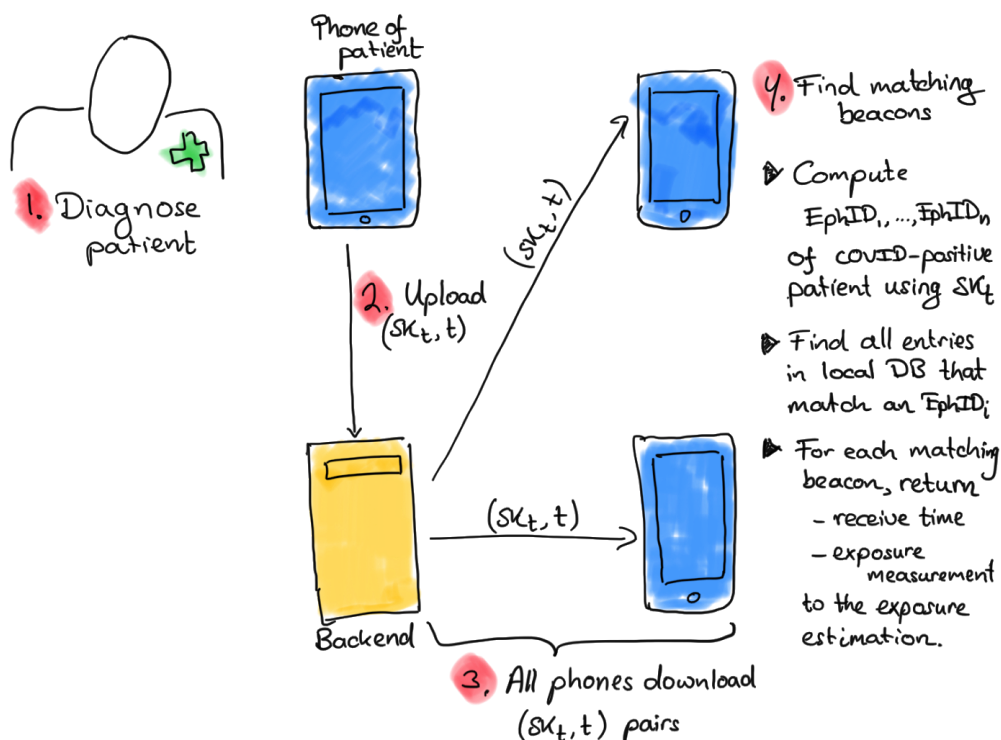 1. Diagnose
patient
Phone of
patient
2. Upload
(SK_t, t)
Backend
(SK_t, t)
(SK_t, t)
3. All phones download
(SK_t, t) pairs
4. Find matching
beacons
▶ Compute
EphID_1, ..., EphID_n
of COVID-positive
patient using SK_t
▶ Find all entries
in local DB that
match an EphID_i
▶ For each matching
beacon, return
- receive time
- exposure
measurement
to the exposure
estimation.